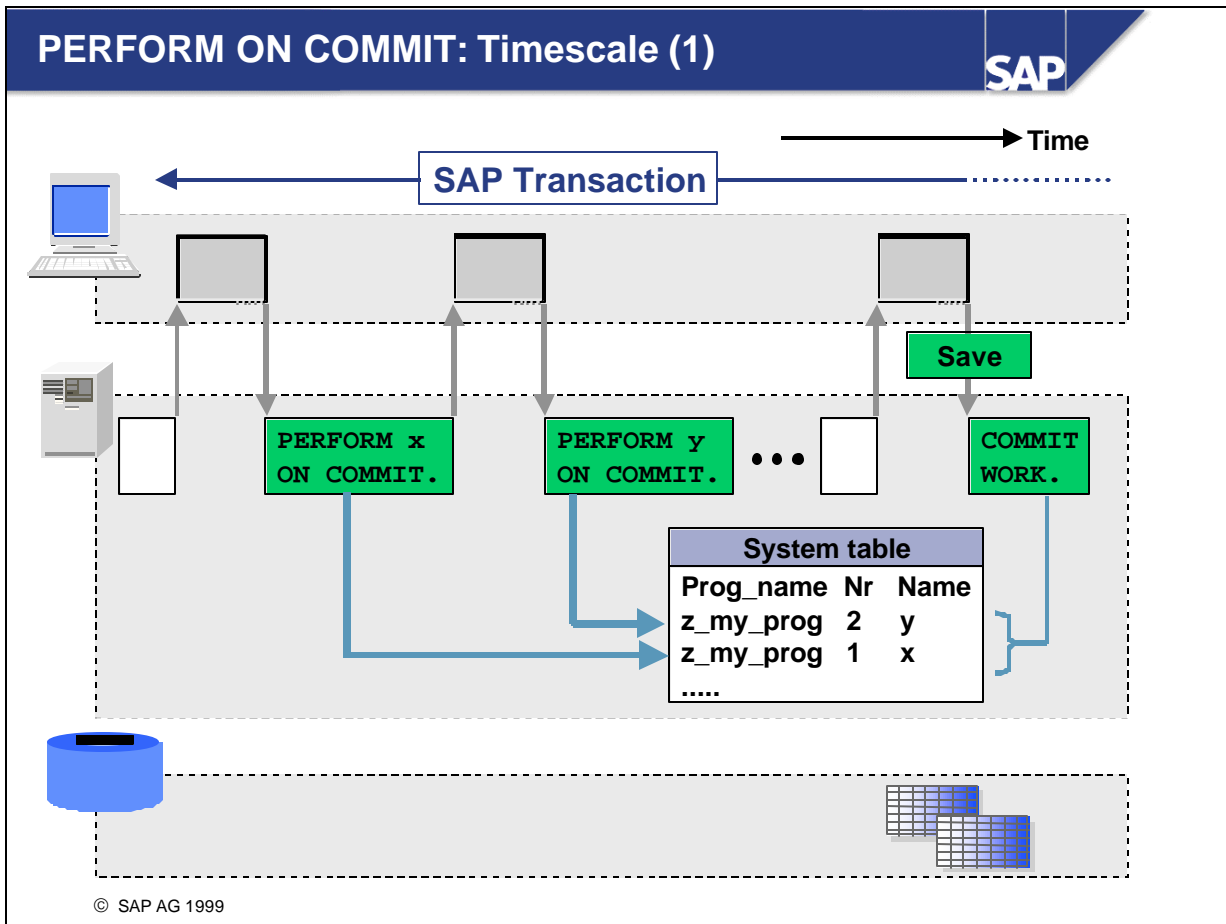 PERFORM ON COMMIT: Timescale (1)
SAP
Time
SAP Transaction
Save
PERFORM x
ON COMMIT.
PERFORM y
ON COMMIT.
COMMIT
WORK.
System table
Prog_name Nr Name
z_my_prog 2 y
z_my_prog 1 x
.....
© SAP AG 1999